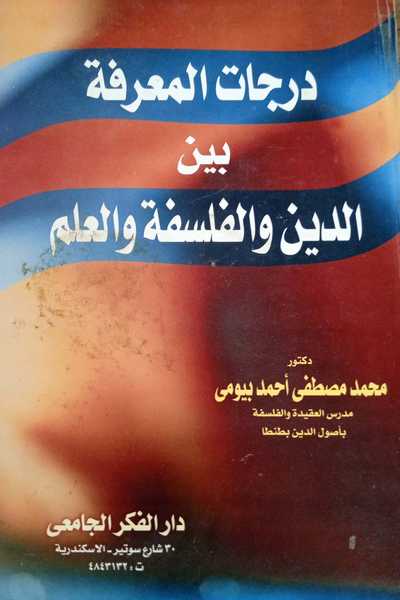 درجات المعرفة
بين
الدين والفلسفة والعلم
دكتور
محمد مصطفى أحمد بيومى
مدرس العقيدة والفلسفة
بأصول الدين بطنطا
دار الفكر الجامعى
٣٠ شارع سوتير - الاسكندرية
ت : ٤٨٤٣١٣٢